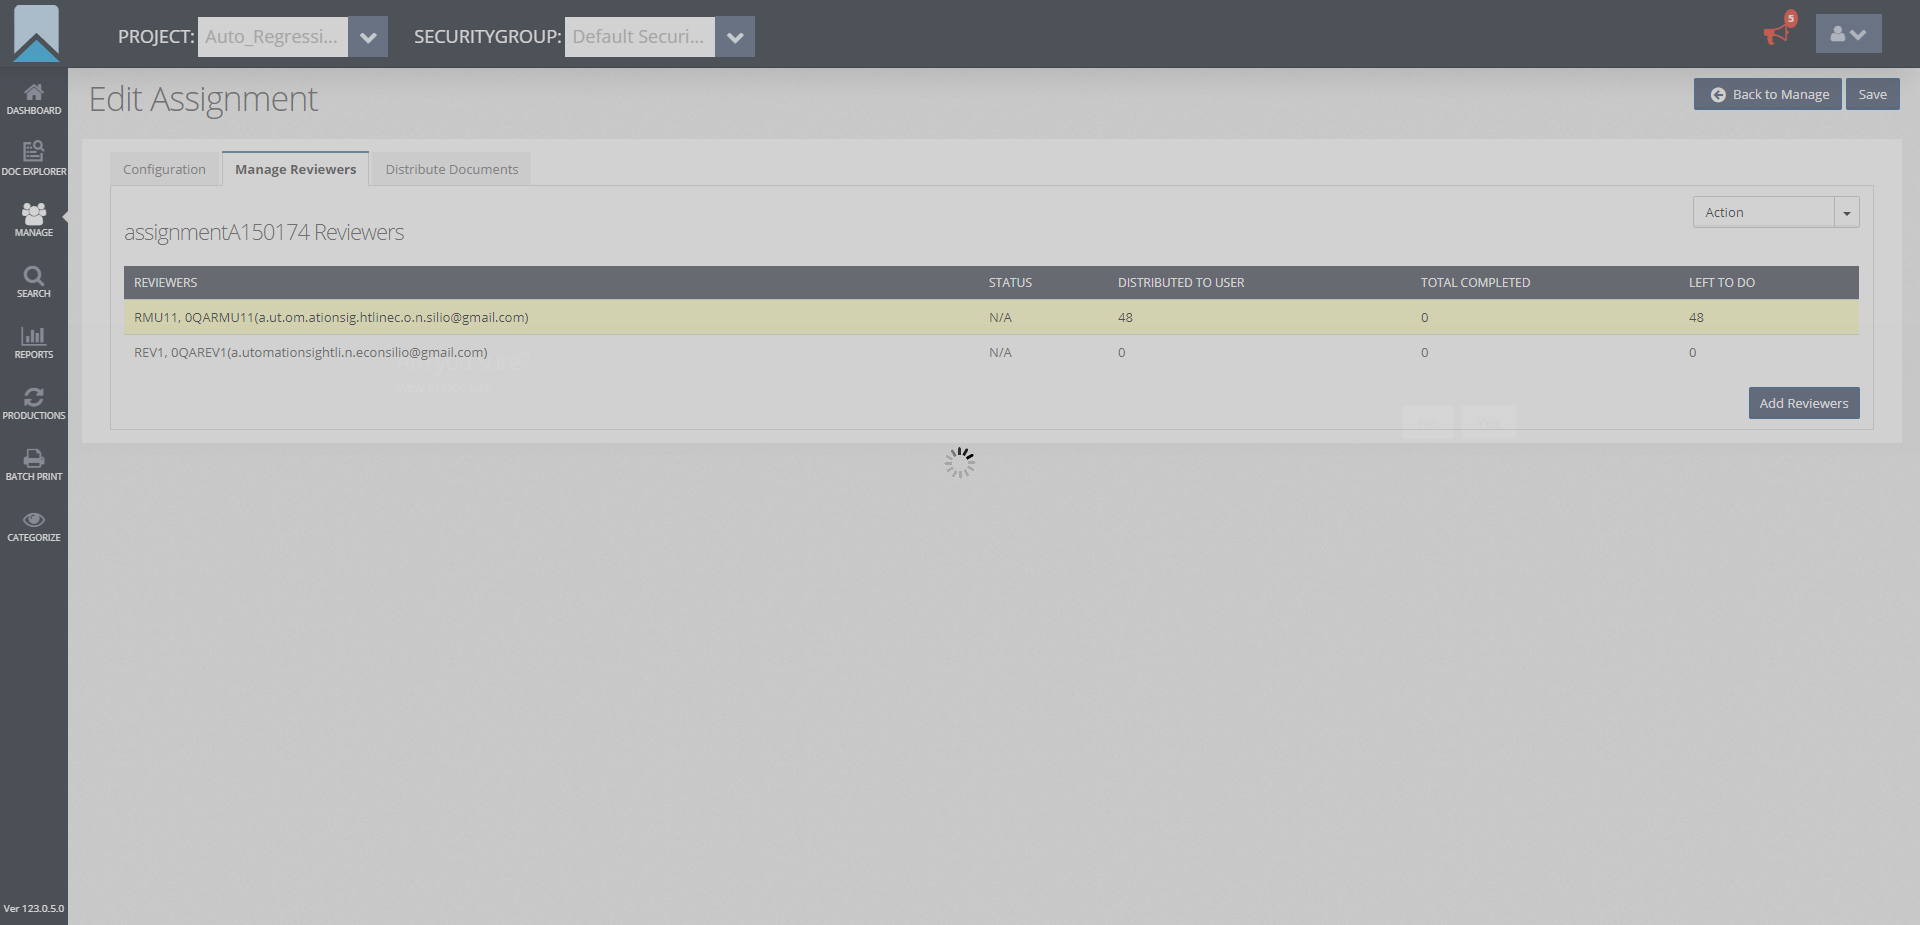 PROJECT: Auto_Regressi... SECURITYGROUP: Default Securi... 5
Edit Assignment
Back to Manage Save
DASHBOARD
DOC EXPLORER
MANAGE
SEARCH
REPORTS
PRODUCTIONS
BATCH PRINT
CATEGORIZE
Ver 123.0.5.0
Configuration Manage Reviewers Distribute Documents
Action
assignmentA150174 Reviewers
REVIEWERS STATUS DISTRIBUTED TO USER TOTAL COMPLETED LEFT TO DO
RMU11, 0QARMU11(a.ut.om.ationsig.htlinec.o.n.silio@gmail.com) N/A 48 0 48
REV1, 0QAREV1(a.utomationsightli.n.econsilio@gmail.com) N/A 0 0 0
Add Reviewers